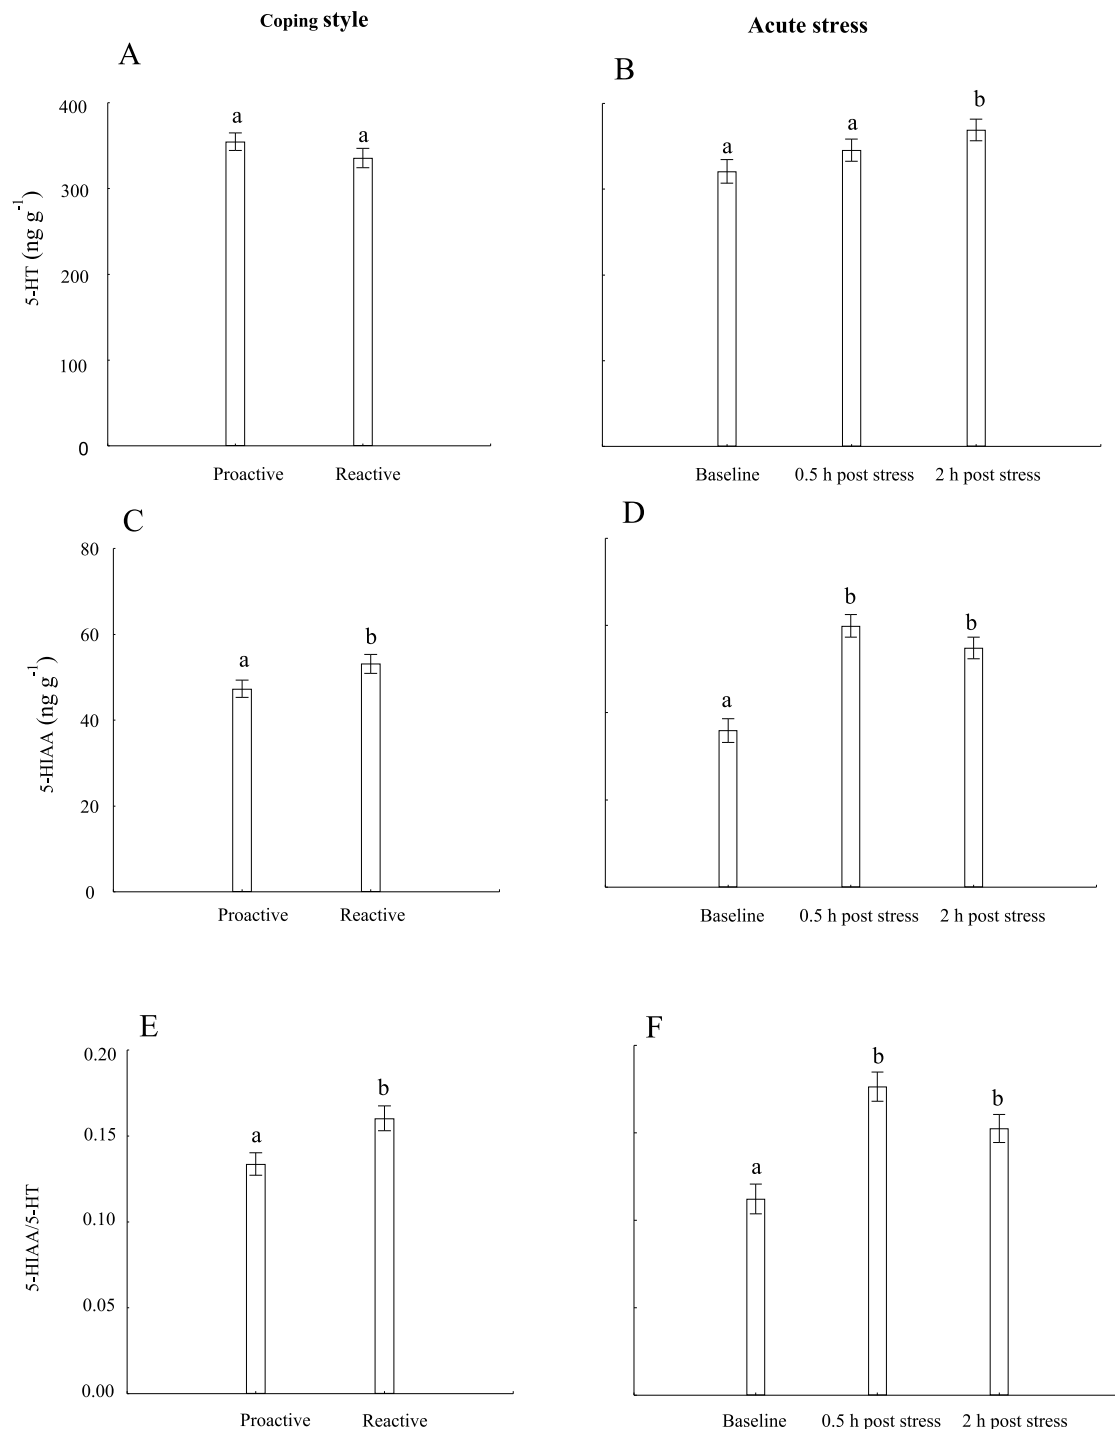 Coping style
Acute stress
A
B
400
300
200
100
0
5-HT (ng g-1)
a
a
a
a
b
Proactive
Reactive
Baseline
0.5 h post stress
2 h post stress
C
D
80
60
40
20
0
5-HIAA (ng g-1)
a
b
a
b
b
Proactive
Reactive
Baseline
0.5 h post stress
2 h post stress
E
F
0.20
0.15
0.10
0.05
0.00
5-HIAA/5-HT
a
b
a
b
b
Proactive
Reactive
Baseline
0.5 h post stress
2 h post stress